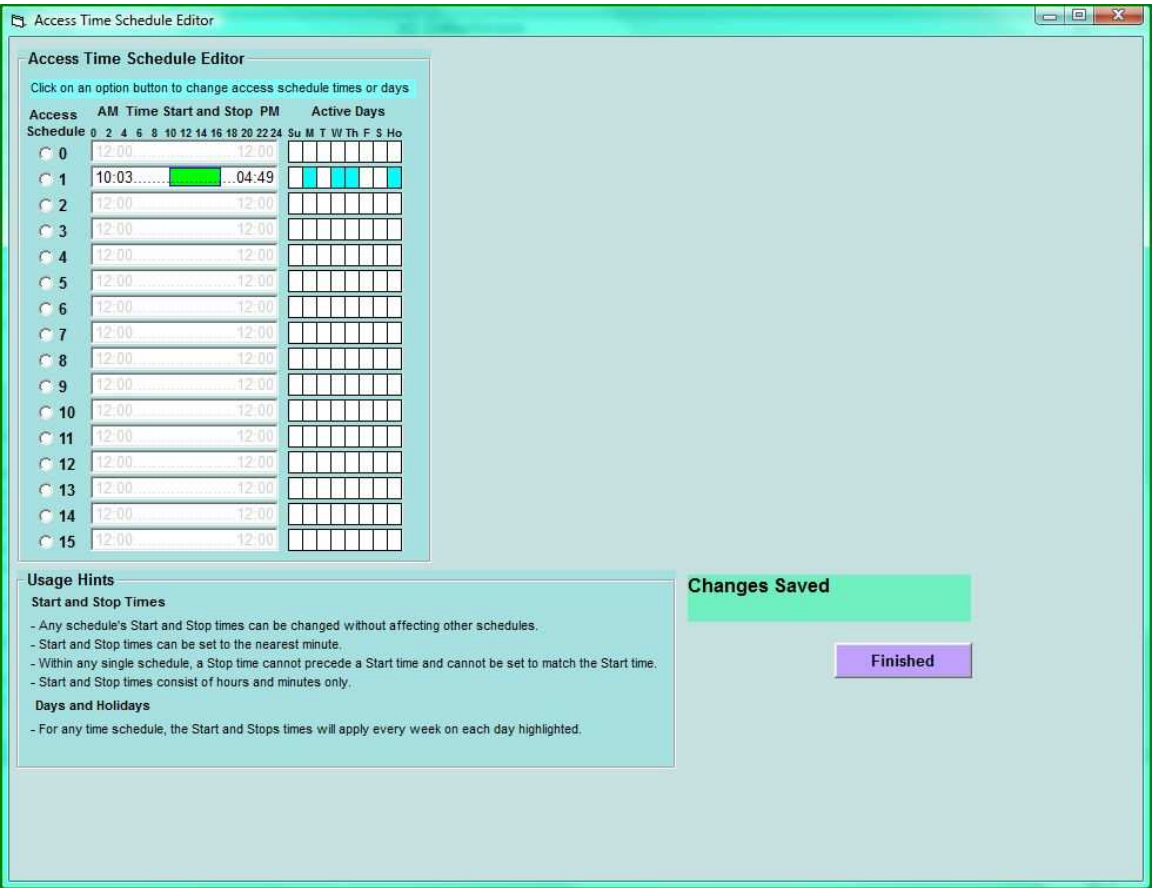 Access Time Schedule Editor
Access Time Schedule Editor
Click on an option button to change access schedule times or days
Access AM Time Start and Stop PM Active Days
Schedule 0 2 4 6 8 10 12 14 16 18 20 22 24 Su M T W Th F S Ho
0 12:00......................12:00
1 10:03......................04:49
2 12:00......................12:00
3 12:00......................12:00
4 12:00......................12:00
5 12:00......................12:00
6 12:00......................12:00
7 12:00......................12:00
8 12:00......................12:00
9 12:00......................12:00
10 12:00......................12:00
11 12:00......................12:00
12 12:00......................12:00
13 12:00......................12:00
14 12:00......................12:00
15 12:00......................12:00
Usage Hints
Start and Stop Times
- Any schedule's Start and Stop times can be changed without affecting other schedules.
- Start and Stop times can be set to the nearest minute.
- Within any single schedule, a Stop time cannot precede a Start time and cannot be set to match the Start time.
- Start and Stop times consist of hours and minutes only.
Days and Holidays
- For any time schedule, the Start and Stops times will apply every week on each day highlighted.
Changes Saved
Finished